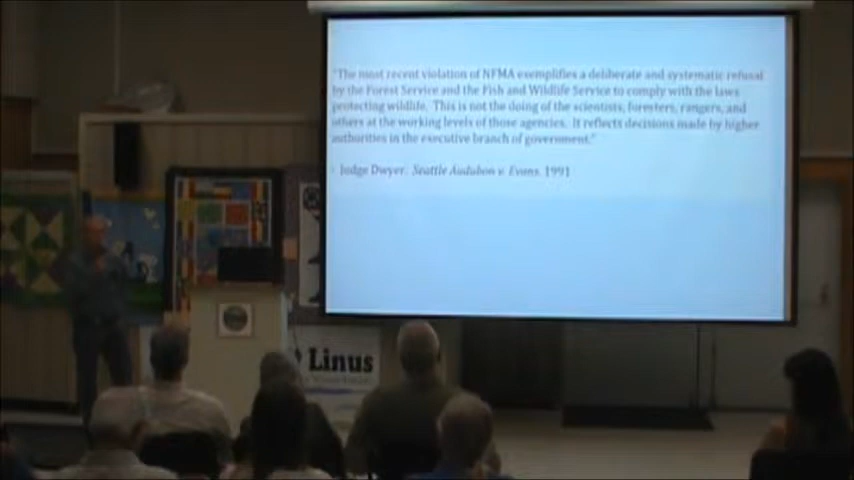 "The most recent violation of NFMA exemplifies a deliberate and systematic refusal
by the Forest Service and the Fish and Wildlife Service to comply with the laws
protecting wildlife. This is not the doing of the scientists, foresters, rangers, and
others at the working levels of those agencies. It reflects decisions made by higher
authorities in the executive branch of government."
- Judge Dwyer. Seattle Audubon v. Evans. 1991
Linus